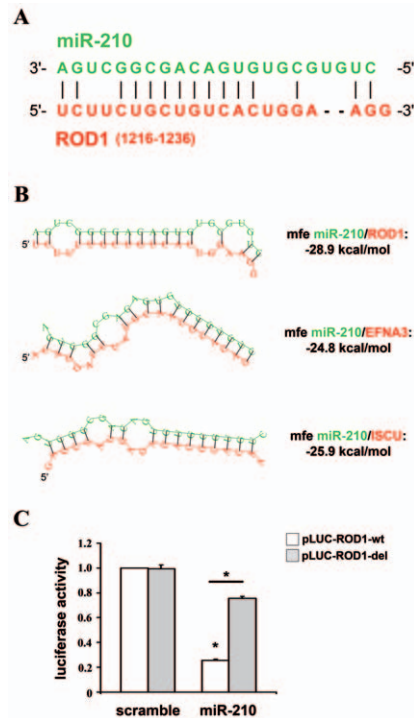 A
miR-210
3'- AGUCGGCGACAGUGUGCGUGUC -5'
5'- UCUUCUGCUGUCACUGGA - - AGG -3'
ROD1 (1216-1236)
B
mfe miR-210/ROD1:
-28.9 kcal/mol
5'
mfe miR-210/EFNA3:
-24.8 kcal/mol
5'
mfe miR-210/ISCU:
-25.9 kcal/mol
5'
C
pLUC-ROD1-wt
pLUC-ROD1-del
luciferase activity
1.2
1.0
0.8
0.6
0.4
0.2
0
*
*
scramble miR-210